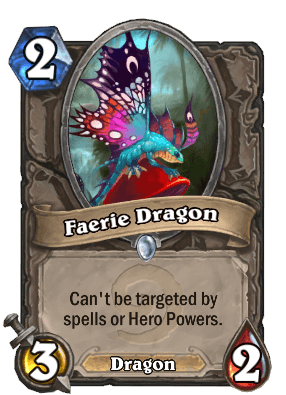 2
Faerie Dragon
Can't be targeted by
spells or Hero Powers.
3
Dragon
2